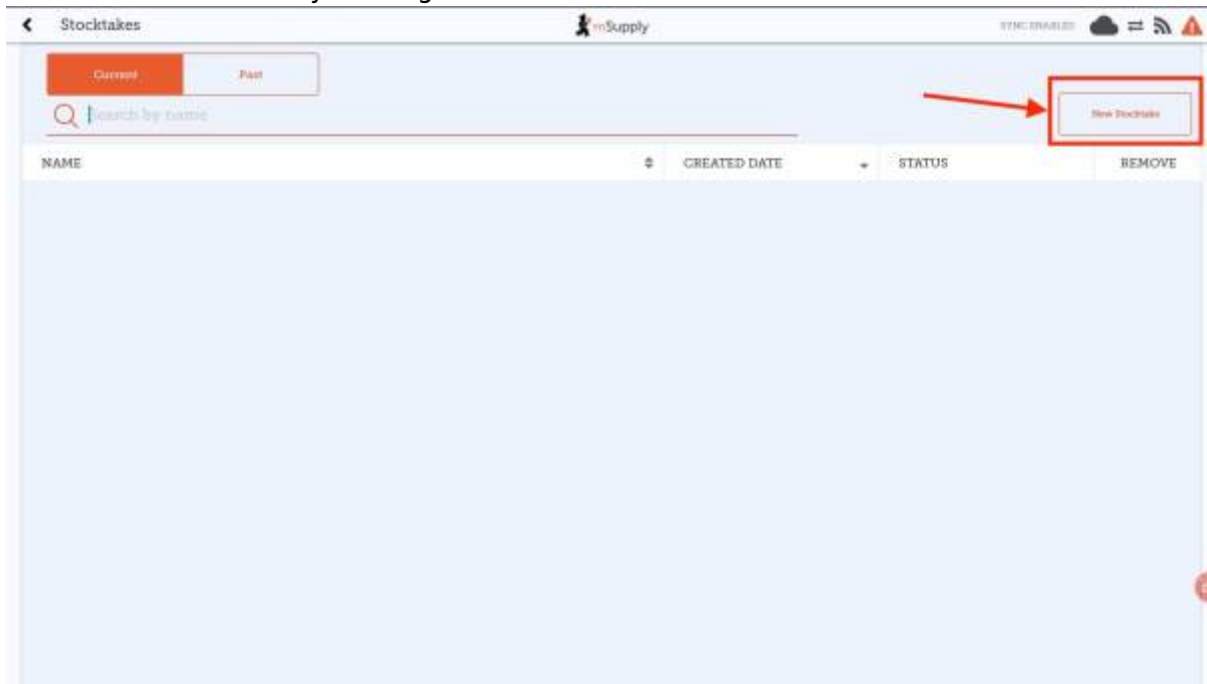 Stocktakes
mSupply
SYNC ENABLED
Current
Past
Search by name
New Stocktake
NAME
CREATED DATE
STATUS
REMOVE